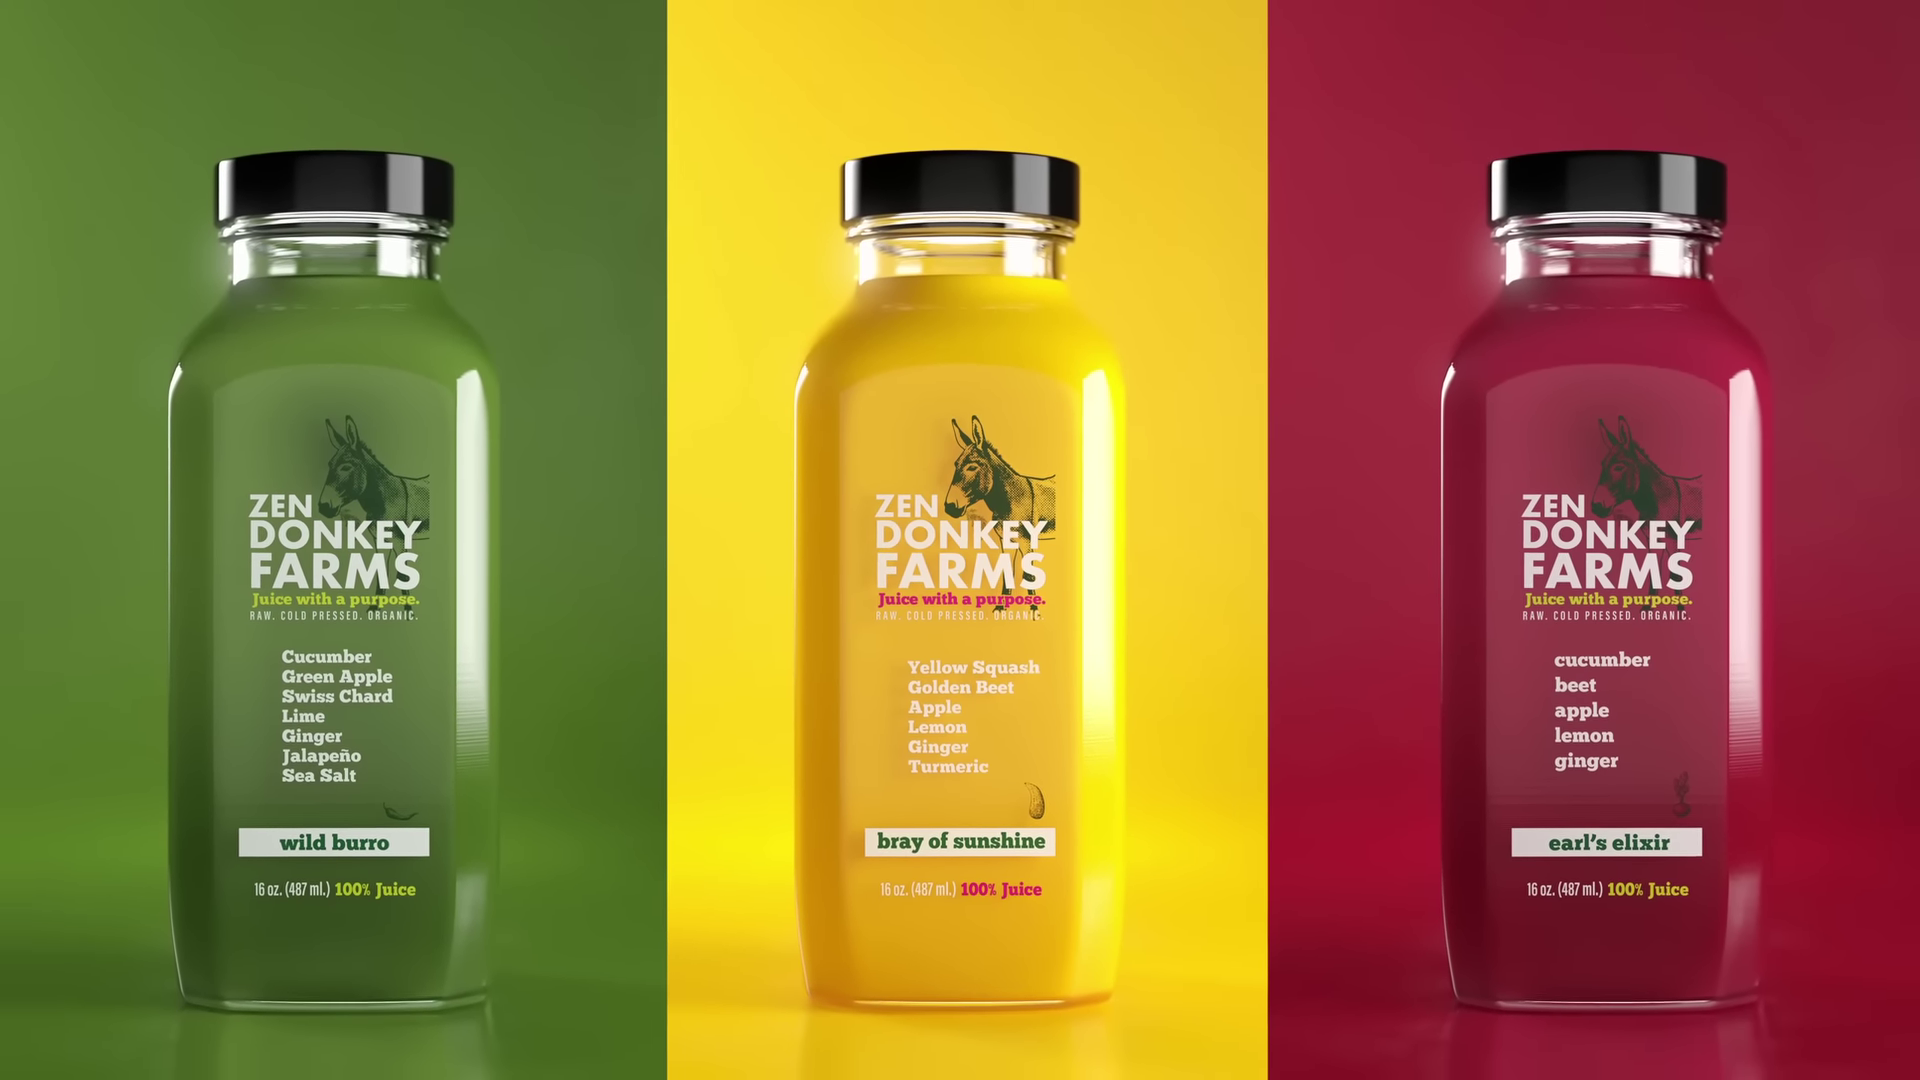 ZEN
DONKEY
FARMS
Juice with a purpose.
RAW. COLD PRESSED. ORGANIC.
Cucumber
Green Apple
Swiss Chard
Lime
Ginger
Jalapeño
Sea Salt
wild burro
16 oz. (487 ml.) 100% Juice
ZEN
DONKEY
FARMS
Juice with a purpose.
RAW. COLD PRESSED. ORGANIC.
Yellow Squash
Golden Beet
Apple
Lemon
Ginger
Turmeric
bray of sunshine
16 oz. (487 ml.) 100% Juice
ZEN
DONKEY
FARMS
Juice with a purpose.
RAW. COLD PRESSED. ORGANIC.
cucumber
beet
apple
lemon
ginger
earl's elixir
16 oz. (487 ml.) 100% Juice